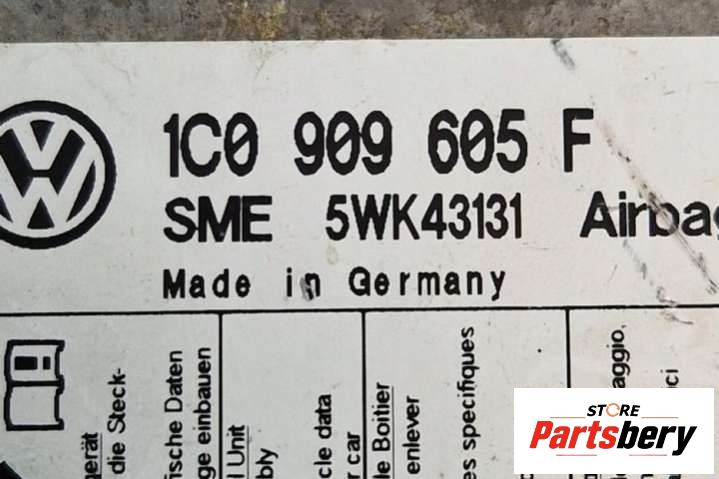 1C0 909 605 F
SME 5WK43131 Airbag
Made in Germany
gerät
die Steck-
ische Daten
ge einbauen
Unit
bly
cle data
car
le Boitier
enlever
es specifiques
aggio,
ci
STORE
Partsbery